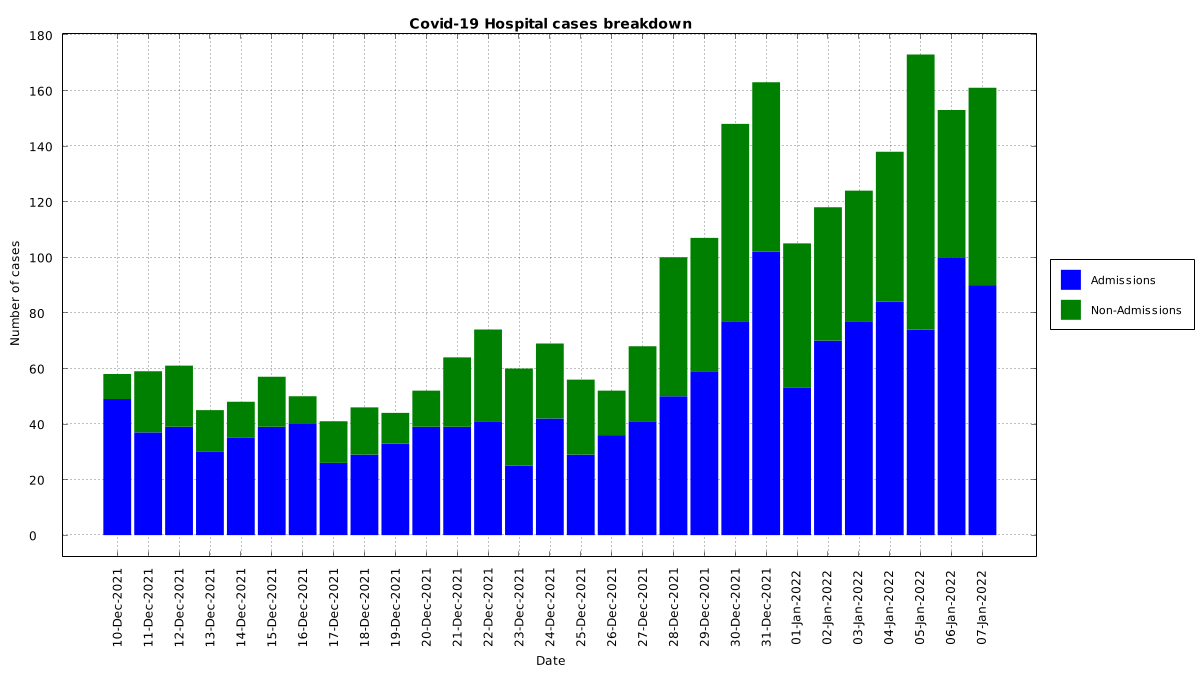 Covid-19 Hospital cases breakdown
180
160
140
120
100
80
60
40
20
0
Number of cases
10-Dec-2021
11-Dec-2021
12-Dec-2021
13-Dec-2021
14-Dec-2021
15-Dec-2021
16-Dec-2021
17-Dec-2021
18-Dec-2021
19-Dec-2021
20-Dec-2021
21-Dec-2021
22-Dec-2021
23-Dec-2021
24-Dec-2021
25-Dec-2021
26-Dec-2021
27-Dec-2021
28-Dec-2021
29-Dec-2021
30-Dec-2021
31-Dec-2021
01-Jan-2022
02-Jan-2022
03-Jan-2022
04-Jan-2022
05-Jan-2022
06-Jan-2022
07-Jan-2022
Date
Admissions
Non-Admissions